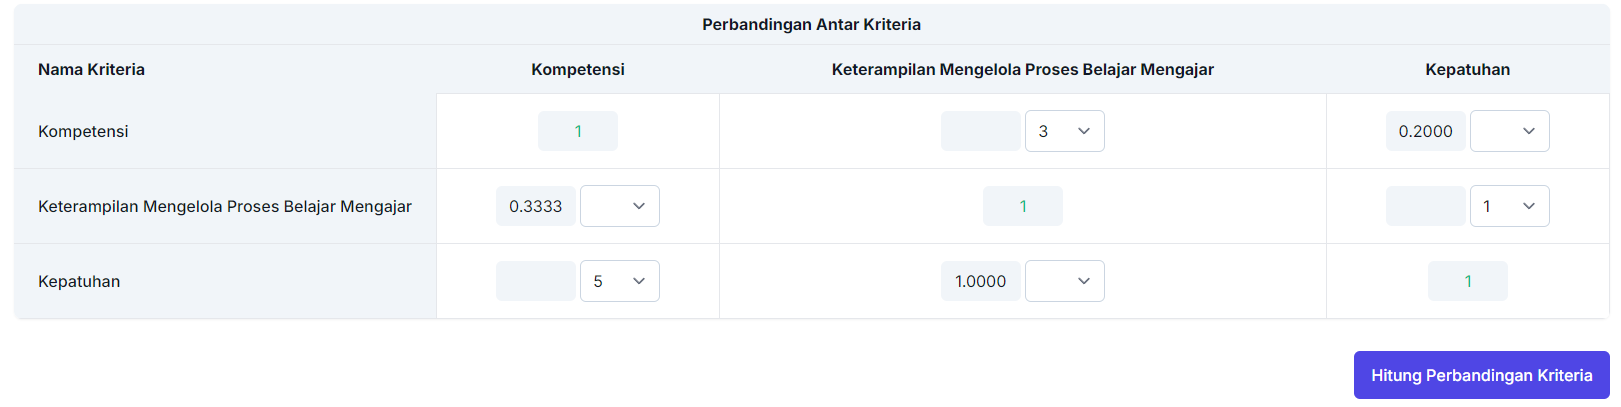 Perbandingan Antar Kriteria
Nama Kriteria Kompetensi Keterampilan Mengelola Proses Belajar Mengajar Kepatuhan
Kompetensi 1 3 0.2000
Keterampilan Mengelola Proses Belajar Mengajar 0.3333 1 1
Kepatuhan 5 1.0000 1
Hitung Perbandingan Kriteria